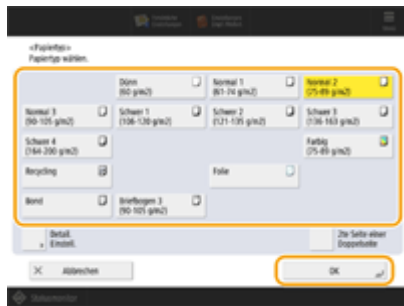 <Papiertyp>
Papiertyp wählen.
Dünn
(60 g/m2)
Normal 1
(61-74 g/m2)
Normal 2
(75-89 g/m2)
Normal 3
(90-105 g/m2)
Schwer 1
(106-120 g/m2)
Schwer 2
(121-135 g/m2)
Schwer 3
(136-163 g/m2)
Schwer 4
(164-200 g/m2)
Farbig
(75-89 g/m2)
Recycling
Folie
Bond
Briefbogen 3
(90-105 g/m2)
Detail.
Einstell.
2te Seite einer
Doppelseite
Abbrechen
OK
Statusmonitor